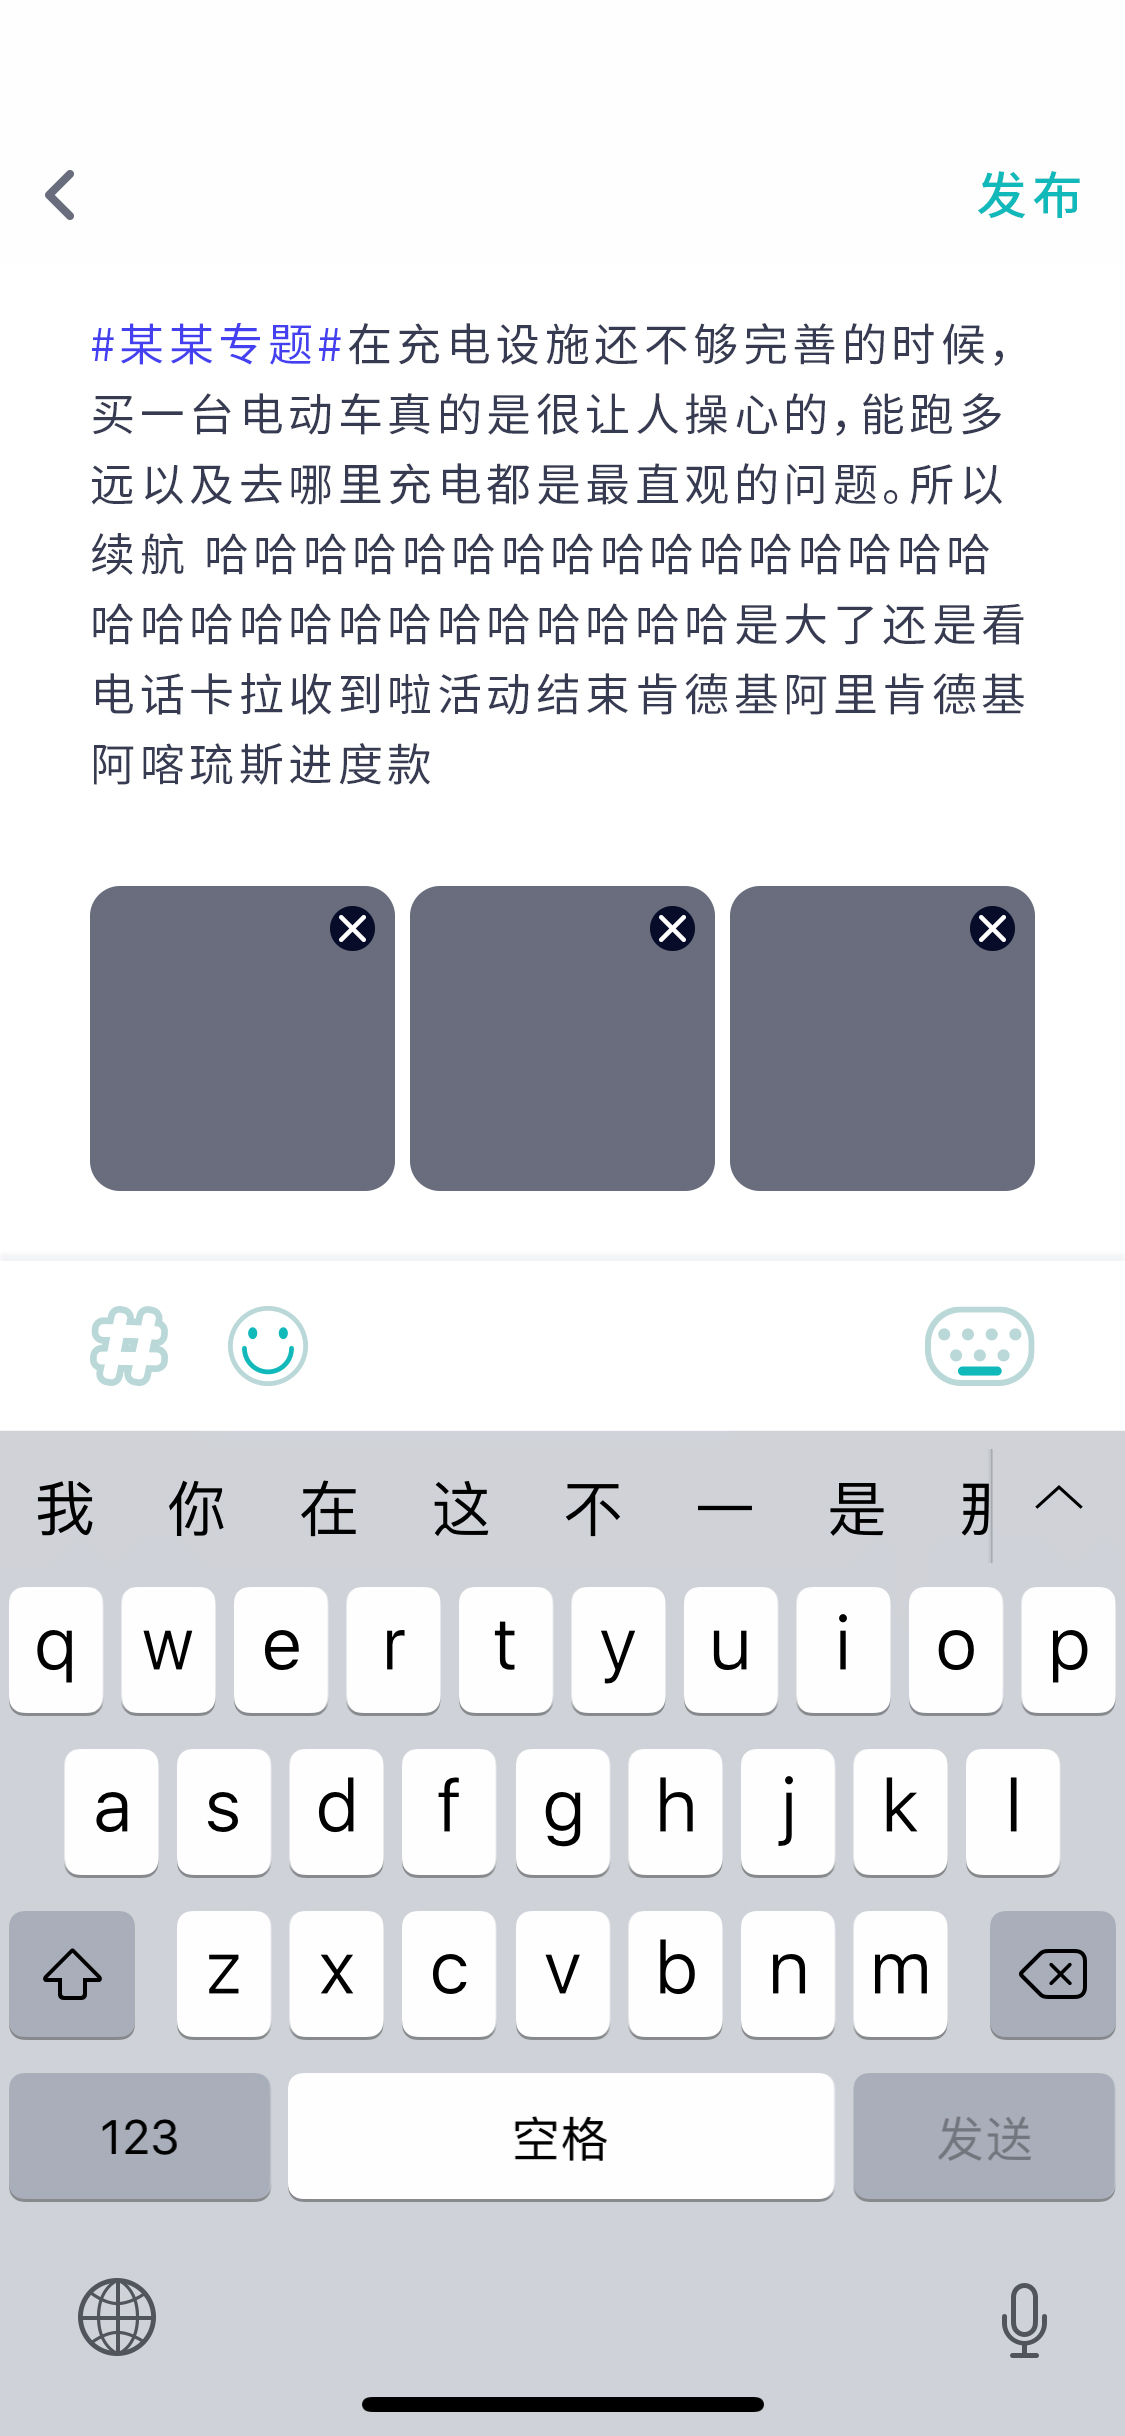 发布
#某某专题#在充电设施还不够完善的时候，
买一台电动车真的是很让人操心的，能跑多
远以及去哪里充电都是最直观的问题。所以
续航 哈哈哈哈哈哈哈哈哈哈哈哈哈哈哈哈
哈哈哈哈哈哈哈哈哈哈哈哈哈是大了还是看
电话卡拉收到啦活动结束肯德基阿里肯德基
阿喀琉斯进度款
我 你 在 这 不 一 是
q w e r t y u i o p
a s d f g h j k l
z x c v b n m
123 空格 发送